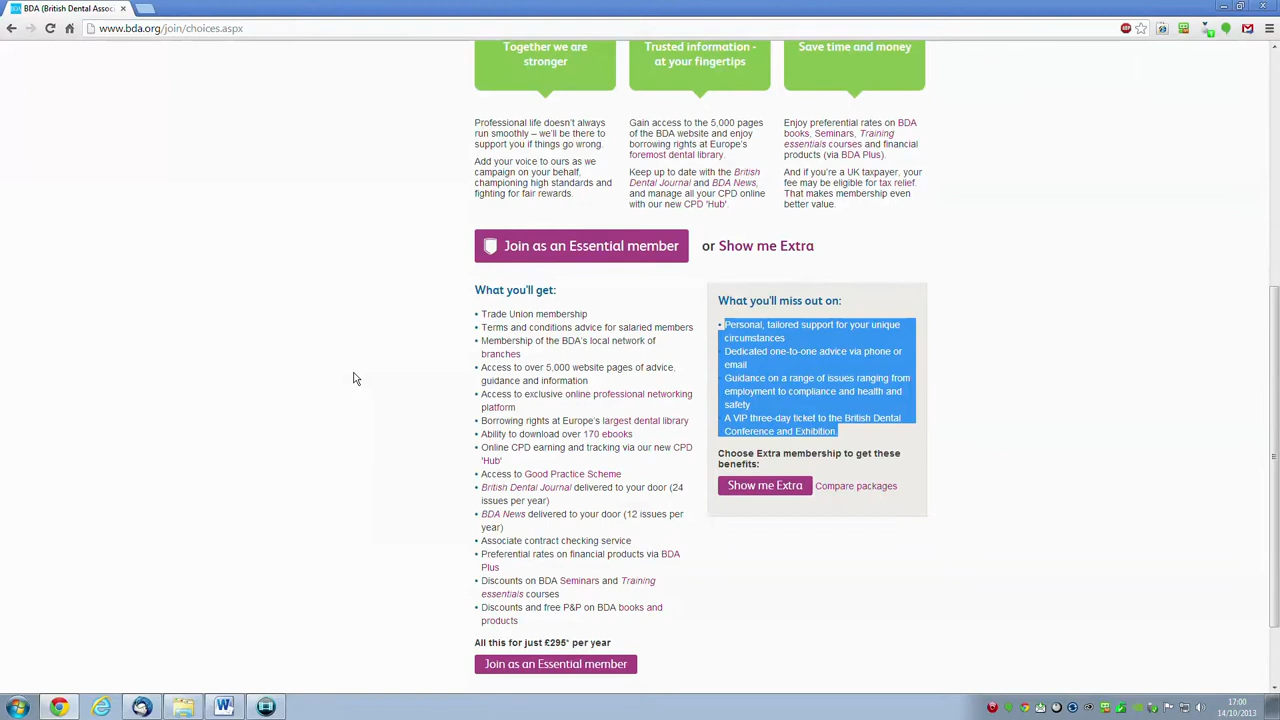 BDA (British Dental Assoc
www.bda.org/join/choices.aspx
Together we are
stronger
Trusted information -
at your fingertips
Save time and money
Professional life doesn't always
run smoothly – we'll be there to
support you if things go wrong.
Add your voice to ours as we
campaign on your behalf,
championing high standards and
fighting for fair rewards.
Gain access to the 5,000 pages
of the BDA website and enjoy
borrowing rights at Europe's
foremost dental library.
Keep up to date with the British
Dental Journal and BDA News,
and manage all your CPD online
with our new CPD 'Hub'.
Enjoy preferential rates on BDA
books, Seminars, Training
essentials courses and financial
products (via BDA Plus).
And if you're a UK taxpayer, your
fee may be eligible for tax relief.
That makes membership even
better value.
Join as an Essential member or Show me Extra
What you'll get:
• Trade Union membership
• Terms and conditions advice for salaried members
• Membership of the BDA's local network of
branches
• Access to over 5,000 website pages of advice,
guidance and information
• Access to exclusive online professional networking
platform
• Borrowing rights at Europe's largest dental library
• Ability to download over 170 ebooks
• Online CPD earning and tracking via our new CPD
'Hub'
• Access to Good Practice Scheme
• British Dental Journal delivered to your door (24
issues per year)
• BDA News delivered to your door (12 issues per
year)
• Associate contract checking service
• Preferential rates on financial products via BDA
Plus
• Discounts on BDA Seminars and Training
essentials courses
• Discounts and free P&P on BDA books and
products
All this for just £295* per year
Join as an Essential member
What you'll miss out on:
• Personal, tailored support for your unique
circumstances
Dedicated one-to-one advice via phone or
email
Guidance on a range of issues ranging from
employment to compliance and health and
safety
A VIP three-day ticket to the British Dental
Conference and Exhibition.
Choose Extra membership to get these
benefits:
Show me Extra Compare packages
17:00
14/10/2013